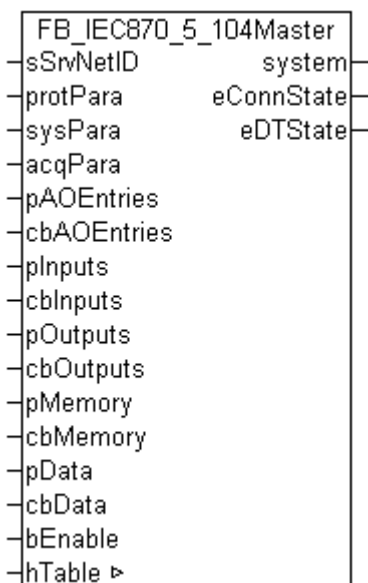 FB_IEC870_5_104Master
sSrvNetID system
protPara eConnState
sysPara eDTState
acqPara
pAOEntries
cbAOEntries
pInputs
cbInputs
pOutputs
cbOutputs
pMemory
cbMemory
pData
cbData
bEnable
hTable ▷